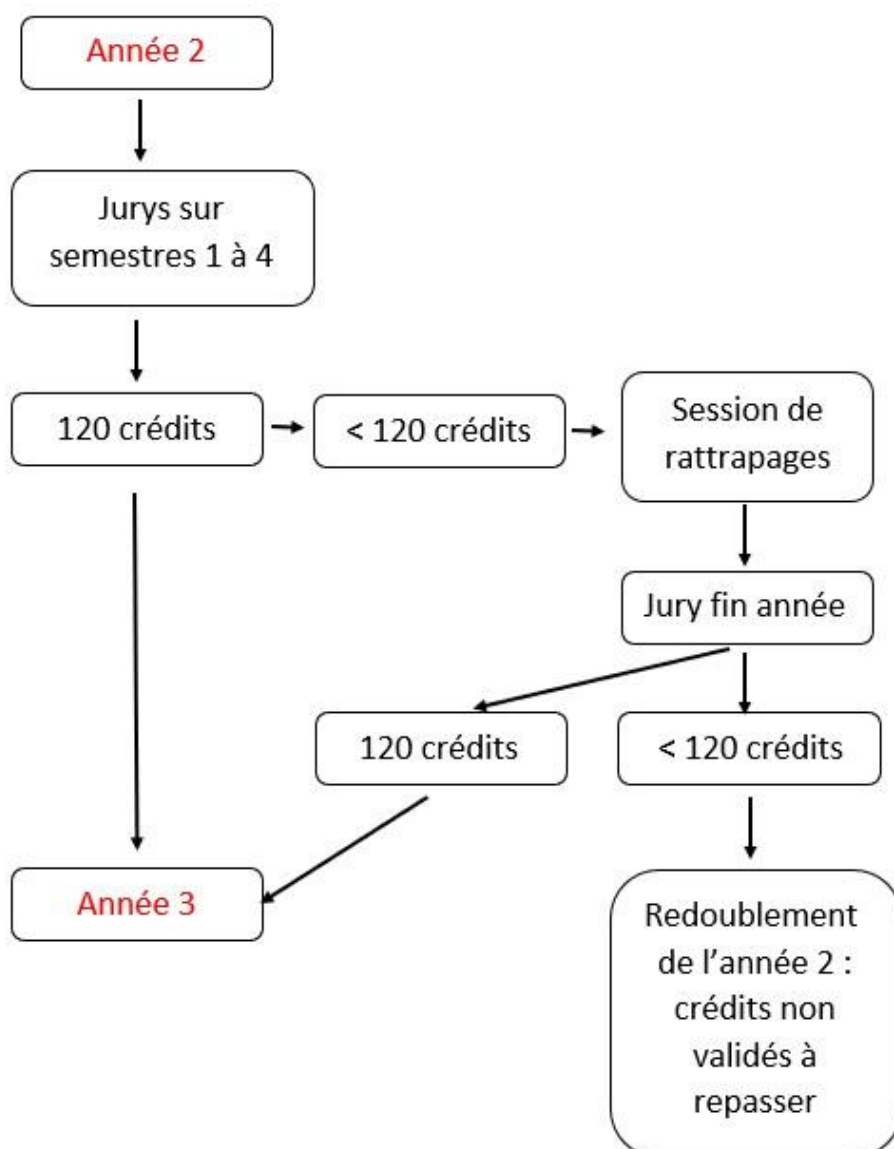 Année 2
Jurys sur
semestres 1 à 4
120 crédits
< 120 crédits
Session de
rattrapages
Jury fin année
120 crédits
< 120 crédits
Année 3
Redoublement
de l’année 2 :
crédits non
validés à
repasser